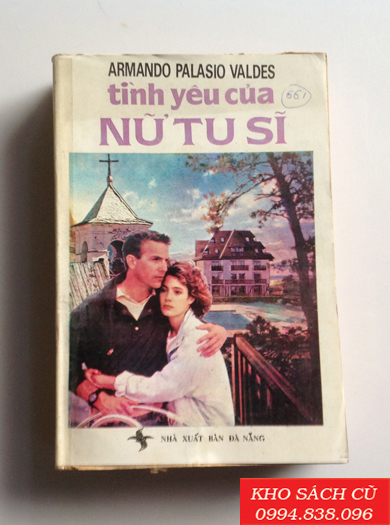 ARMANDO PALASIO VALDES
tình yêu của
661
NỮ TU SĨ
NHÀ XUẤT BẢN ĐÀ NẴNG
KHO SÁCH CŨ
0994.838.096